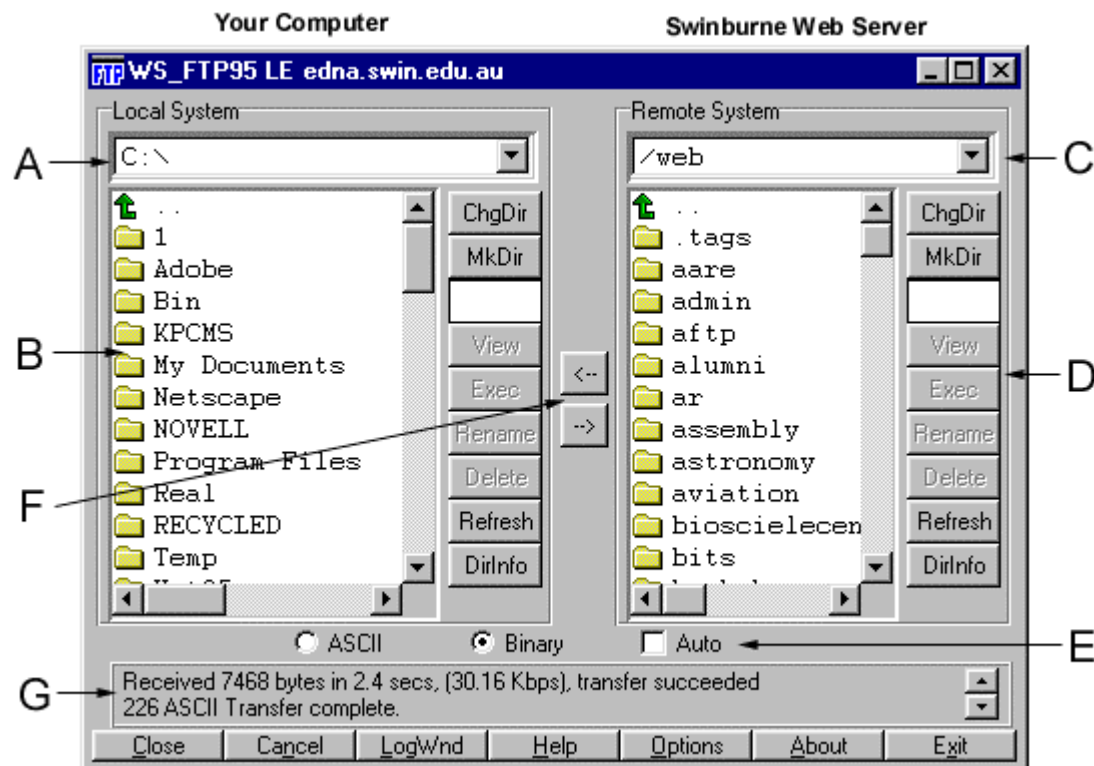 Your Computer
Swinburne Web Server
FTP WS_FTP95 LE edna.swin.edu.au
Local System
Remote System
A
C:\
/web
C
..
1
Adobe
Bin
KPCMS
My Documents
Netscape
NOVELL
Program Files
Real
RECYCLED
Temp
ChgDir
MkDir
View
Exec
Rename
Delete
Refresh
DirInfo
B
F
<--
-->
..
.tags
aare
admin
aftp
alumni
ar
assembly
astronomy
aviation
bioscielecen
bits
ChgDir
MkDir
View
Exec
Rename
Delete
Refresh
DirInfo
D
ASCII
Binary
Auto
E
G
Received 7468 bytes in 2.4 secs, (30.16 Kbps), transfer succeeded
226 ASCII Transfer complete.
Close Cancel LogWnd Help Options About Exit